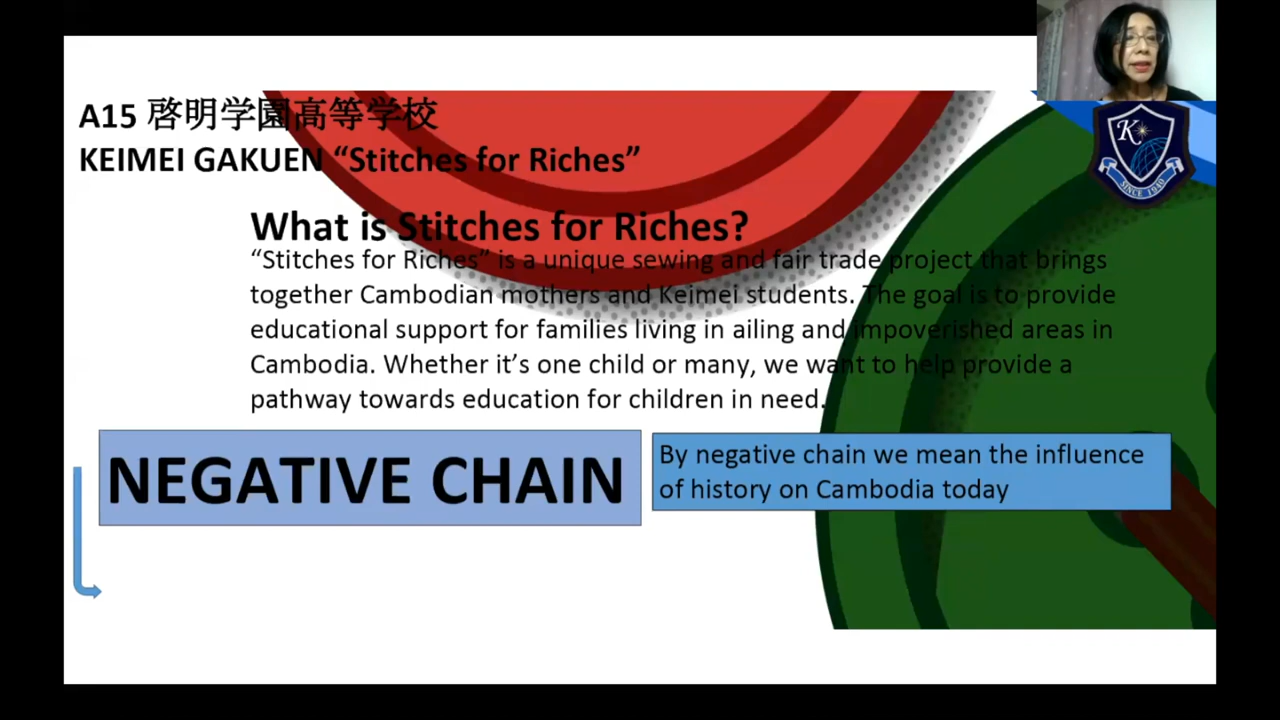 A15 啓明学園高等学校
KEIMEI GAKUEN “Stitches for Riches”
K
SINCE 1940
What is Stitches for Riches?
“Stitches for Riches” is a unique sewing and fair trade project that brings
together Cambodian mothers and Keimei students. The goal is to provide
educational support for families living in ailing and impoverished areas in
Cambodia. Whether it’s one child or many, we want to help provide a
pathway towards education for children in need.
NEGATIVE CHAIN
By negative chain we mean the influence
of history on Cambodia today